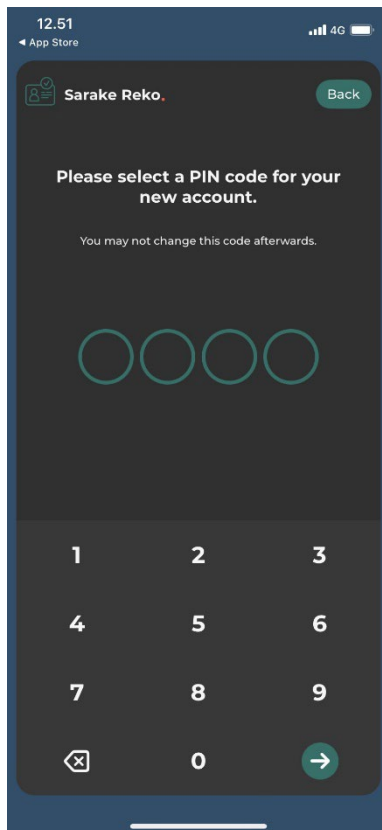 12.51
4G
◀ App Store
Sarake Reko.
Back
Please select a PIN code for your
new account.
You may not change this code afterwards.
1 2 3
4 5 6
7 8 9
0